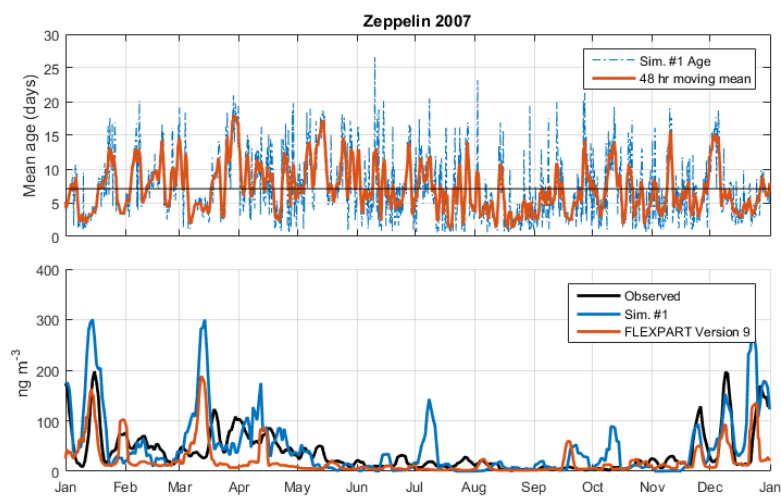 Zeppelin 2007
30
25
20
15
10
5
0
Mean age (days)
Sim. #1 Age
48 hr moving mean
400
300
200
100
0
ng m-3
Observed
Sim. #1
FLEXPART Version 9
Jan Feb Mar Apr May Jun Jul Aug Sep Oct Nov Dec Jan